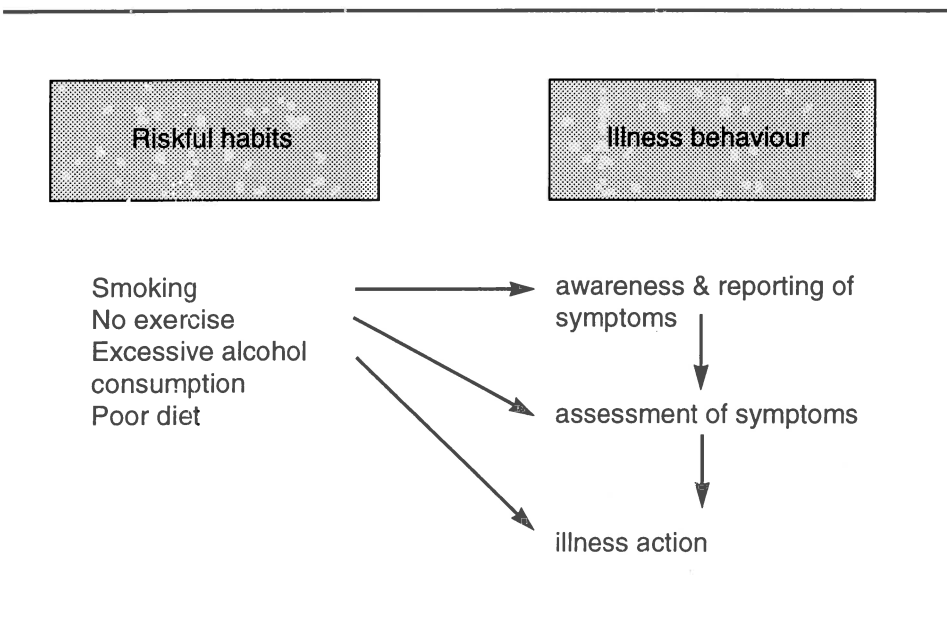 Riskful habits
Illness behaviour
Smoking
No exercise
Excessive alcohol
consumption
Poor diet
awareness & reporting of
symptoms
assessment of symptoms
illness action